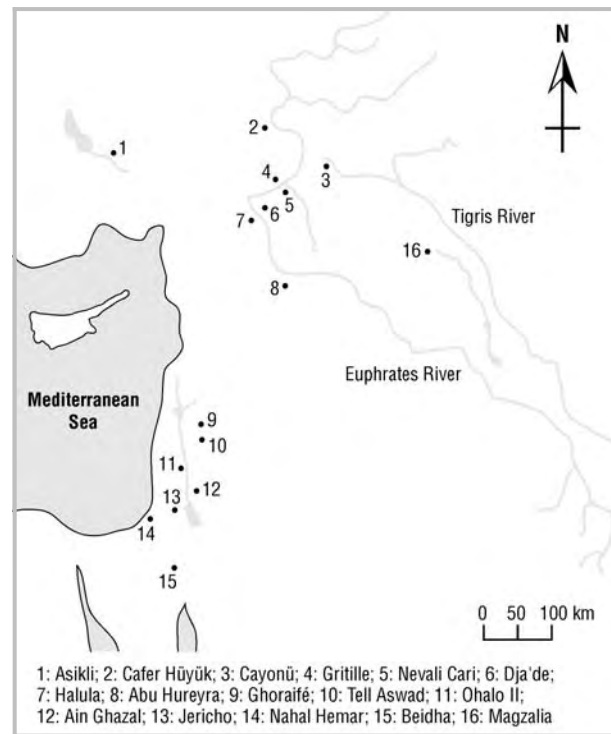 N
2
1
4
3
5
6
7
Tigris River
16
8
Euphrates River
Mediterranean
Sea
9
10
11
12
13
14
15
0 50 100 km
1: Asikli; 2: Cafer Hüyük; 3: Cayonü; 4: Gritille; 5: Nevali Cari; 6: Dja'de;
7: Halula; 8: Abu Hureyra; 9: Ghoraifé; 10: Tell Aswad; 11: Ohalo II;
12: Ain Ghazal; 13: Jericho; 14: Nahal Hemar; 15: Beidha; 16: Magzalia